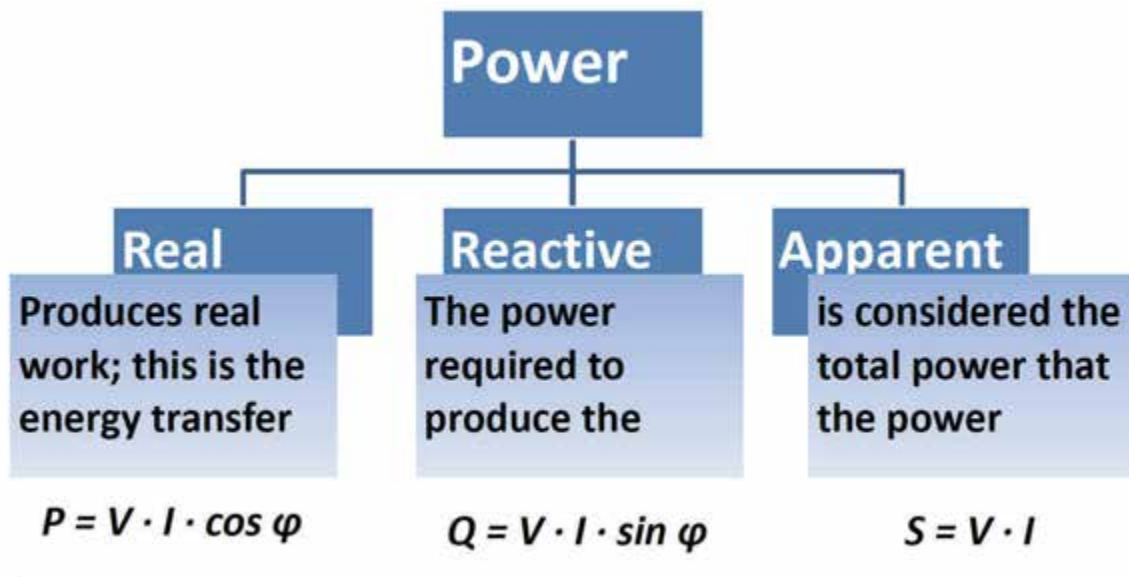 Power
Real
Produces real
work; this is the
energy transfer
P = V · I · cos φ
Reactive
The power
required to
produce the
Q = V · I · sin φ
Apparent
is considered the
total power that
the power
S = V · I